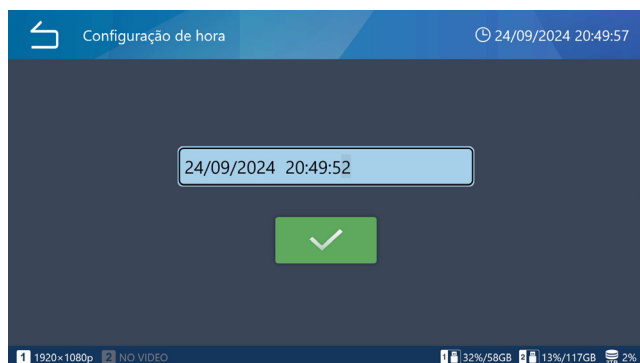 Configuração de hora
24/09/2024 20:49:57
24/09/2024 20:49:52
1 1920×1080p 2 NO VIDEO
1 32%/58GB 2 13%/117GB 2%